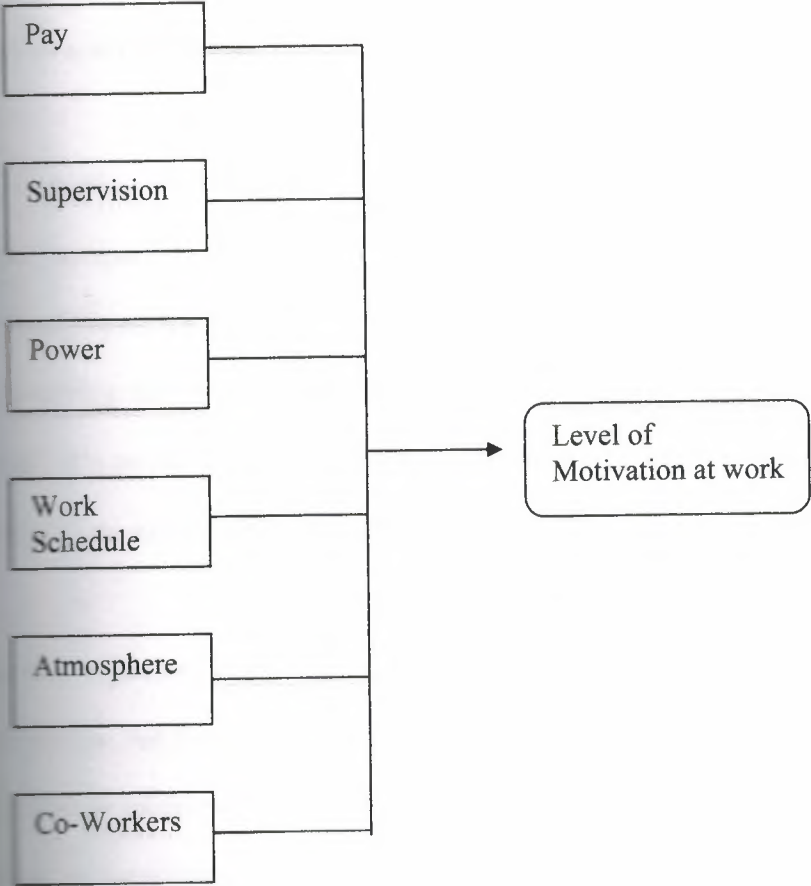 Pay
Supervision
Power
Work
Schedule
Atmosphere
Co-Workers
Level of
Motivation at work